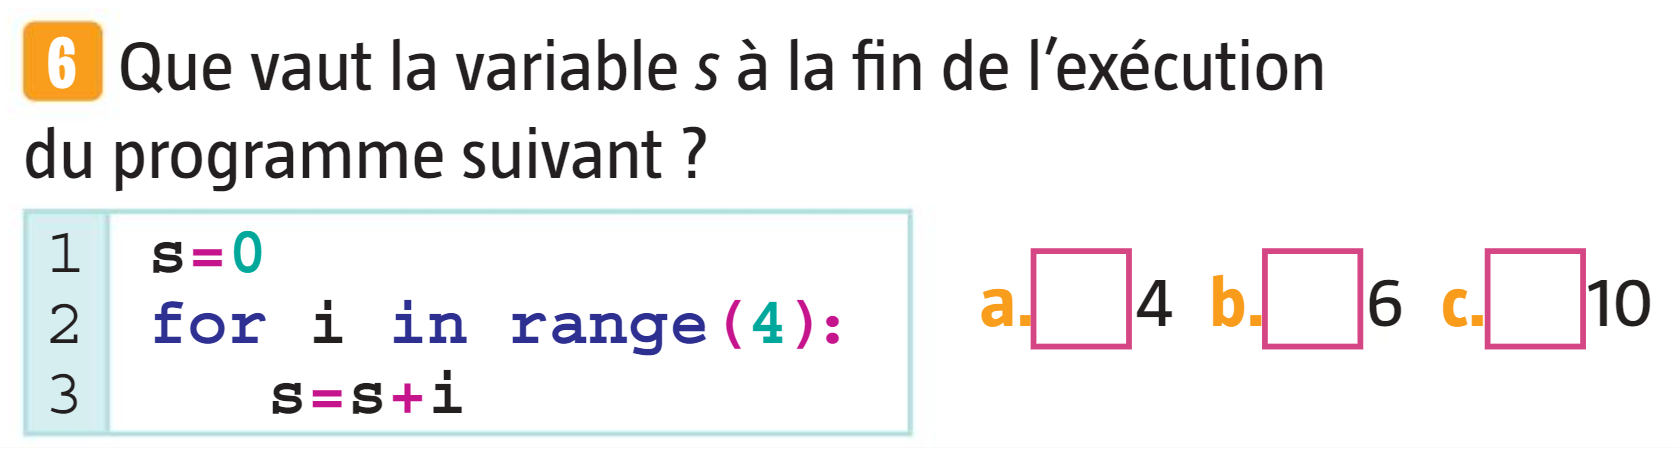 6 Que vaut la variable s à la fin de l’exécution
du programme suivant ?
1 s=0
2 for i in range(4):
3 s=s+i
a. 4 b. 6 c. 10